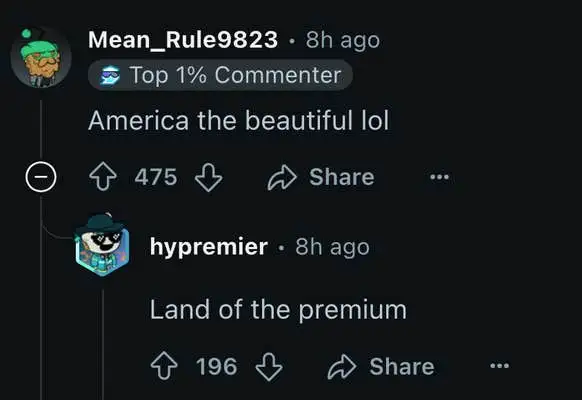 Mean_Rule9823 • 8h ago
Top 1% Commenter
America the beautiful lol
475 Share ...
hypremier • 8h ago
Land of the premium
196 Share ...